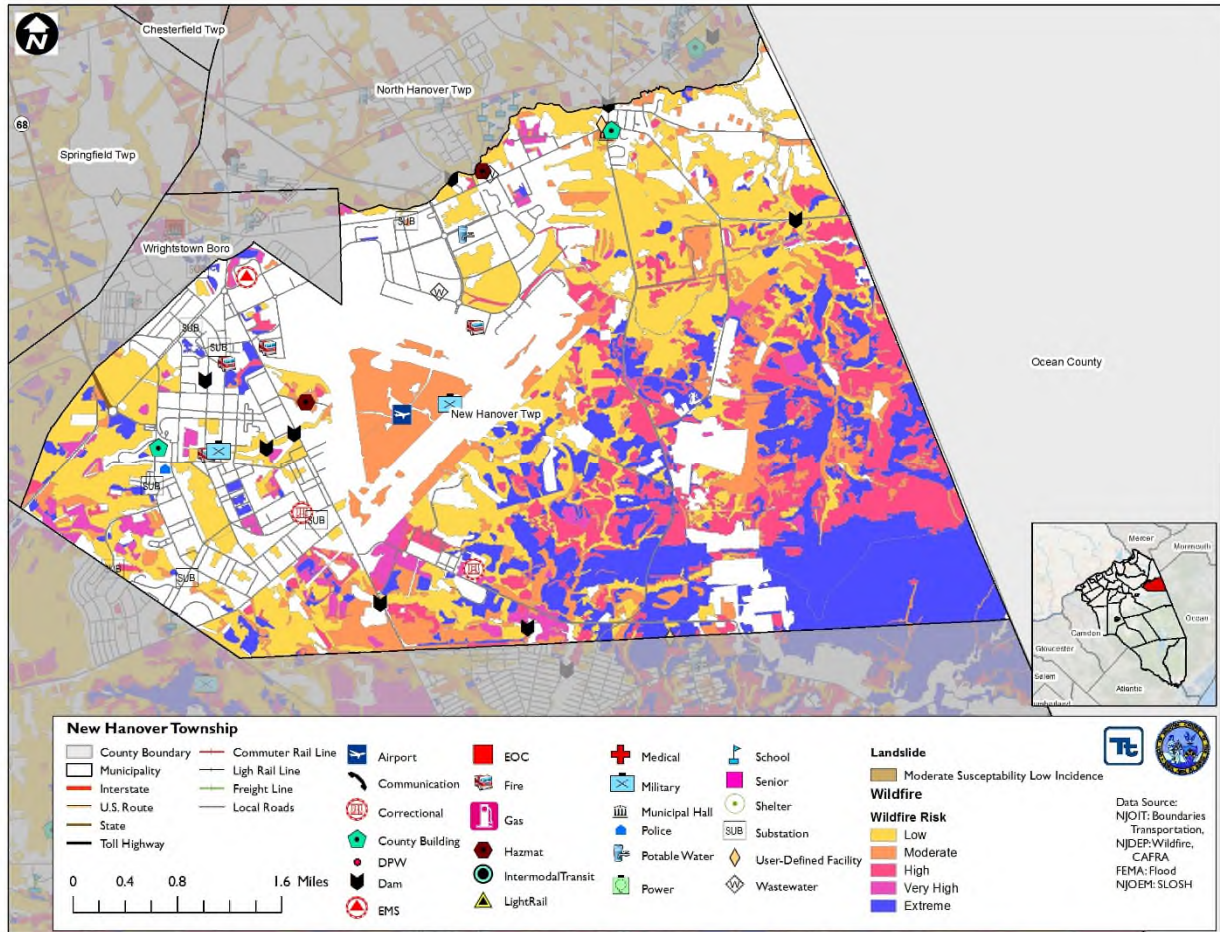 N
Chesterfield Twp
North Hanover Twp
68
Springfield Twp
Wrightstown Boro
SUB
W
SUB
SUB
New Hanover Twp
Ocean County
SUB
SUB
SUB
SUB
Mercer
Monmouth
Ocean
Camden
Gloucester
Salem
Atlantic
New Hanover Township
County Boundary
Municipality
Interstate
U.S. Route
State
Toll Highway
Commuter Rail Line
Ligh Rail Line
Freight Line
Local Roads
0 0.4 0.8 1.6 Miles
Airport
Communication
Correctional
County Building
DPW
Dam
EMS
EOC
Fire
Gas
Hazmat
IntermodalTransit
LightRail
Medical
Military
Municipal Hall
Police
Potable Water
Power
School
Senior
Shelter
SUB Substation
User-Defined Facility
W Wastewater
Landslide
Moderate Susceptability Low Incidence
Wildfire
Wildfire Risk
Low
Moderate
High
Very High
Extreme
Tt
Data Source:
NJOIT: Boundaries
Transportation,
NJDEP: Wildfire,
CAFRA
FEMA: Flood
NJOEM: SLOSH